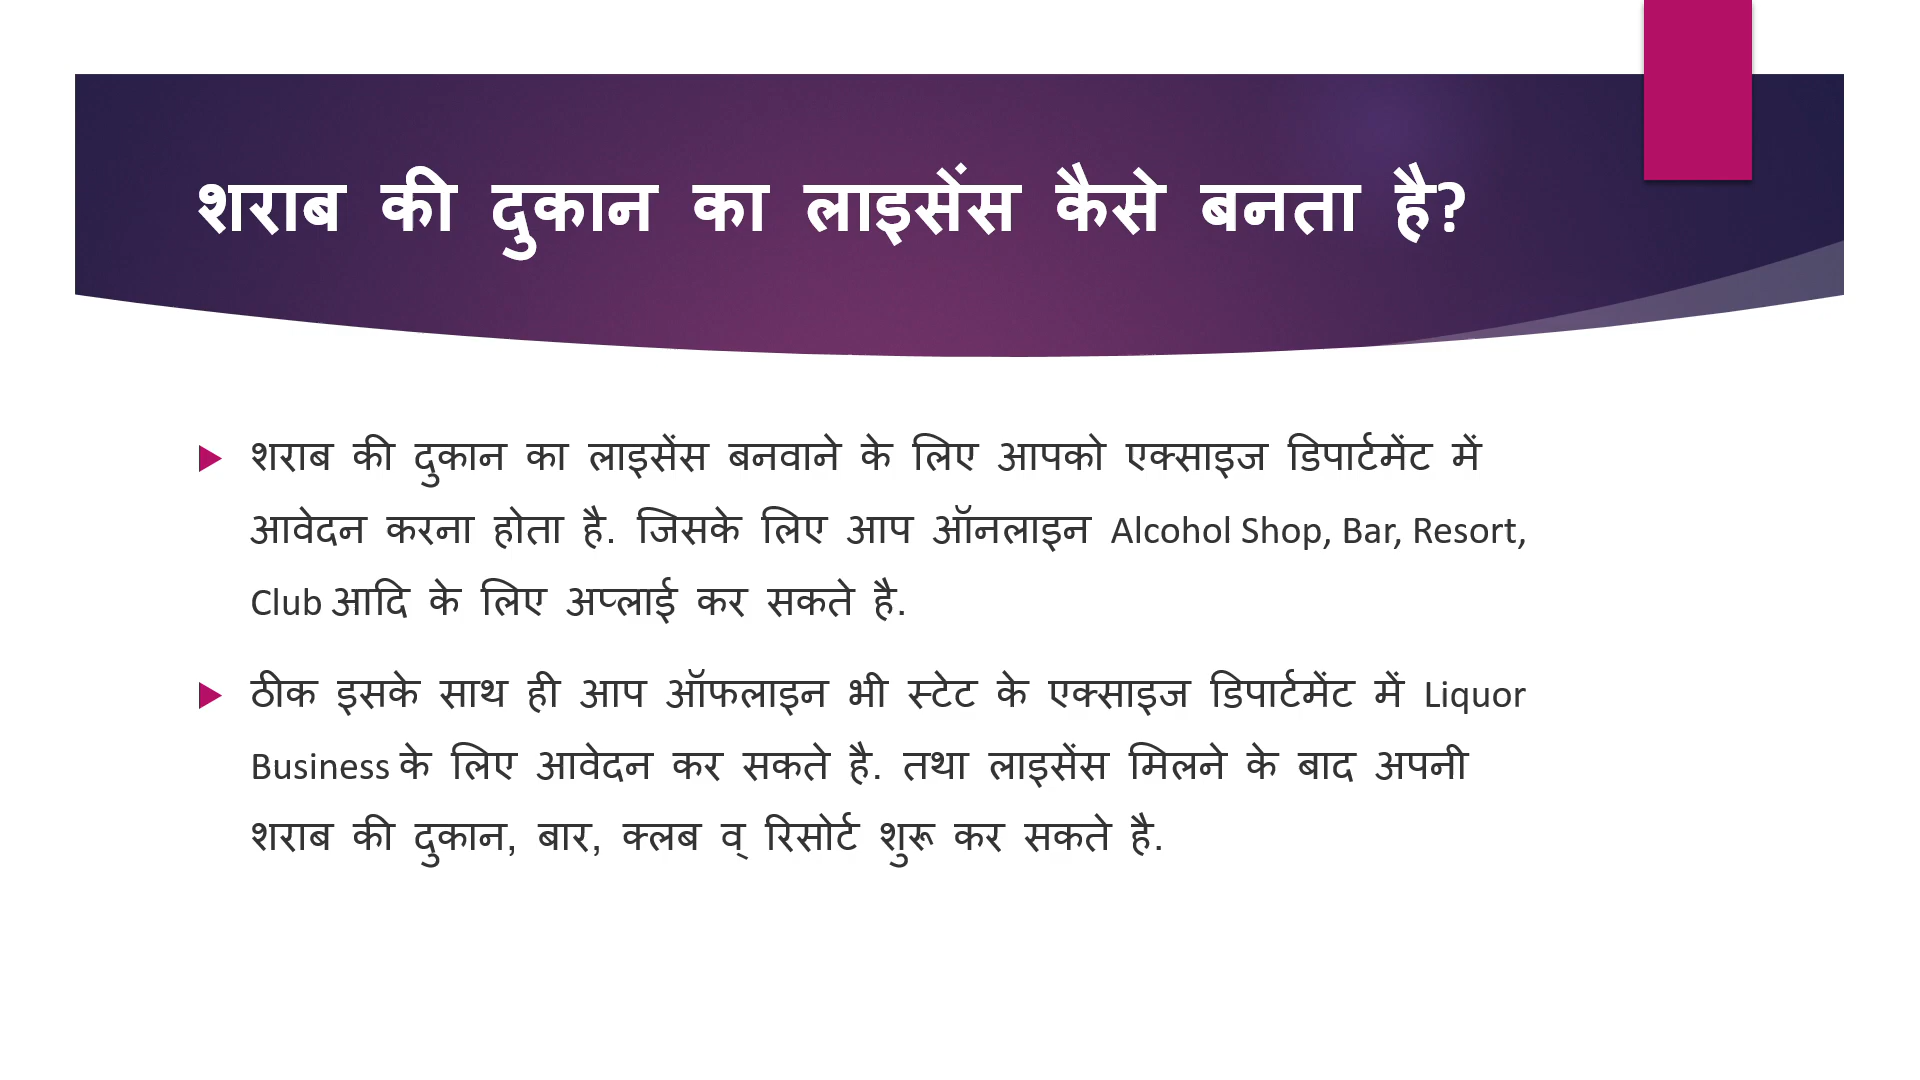 शराब की दुकान का लाइसेंस कैसे बनता है?
शराब की दुकान का लाइसेंस बनवाने के लिए आपको एक्साइज डिपार्टमेंट में
आवेदन करना होता है. जिसके लिए आप ऑनलाइन Alcohol Shop, Bar, Resort,
Club आदि के लिए अप्लाई कर सकते है.
ठीक इसके साथ ही आप ऑफलाइन भी स्टेट के एक्साइज डिपार्टमेंट में Liquor
Business के लिए आवेदन कर सकते है. तथा लाइसेंस मिलने के बाद अपनी
शराब की दुकान, बार, क्लब व् रिसोर्ट शुरू कर सकते है.